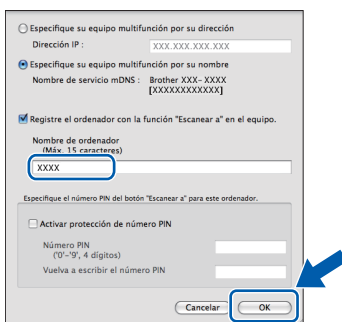 Especifique su equipo multifunción por su dirección
Dirección IP : XXX.XXX.XXX.XXX
Especifique su equipo multifunción por su nombre
Nombre de servicio mDNS : Brother XXX- XXXX
[XXXXXXXXXXXX]
Registre el ordenador con la función "Escanear a" en el equipo.
Nombre de ordenador
(Máx. 15 caracteres)
XXXX
Especifique el número PIN del botón "Escanear a" para este ordenador.
Activar protección de número PIN
Número PIN
('0'-'9', 4 dígitos)
Vuelva a escribir el número PIN
Cancelar OK